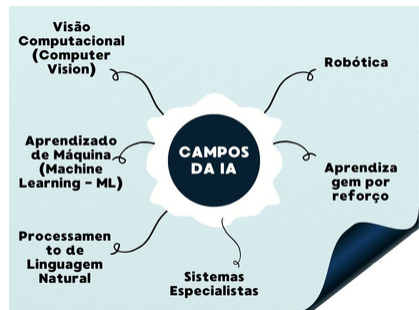 Visão
Computacional
(Computer
Vision)
Robótica
CAMPOS
DA IA
Aprendizado
de Máquina
(Machine
Learning - ML)
Aprendiza
gem por
reforço
Processamen
to de
Linguagem
Natural
Sistemas
Especialistas